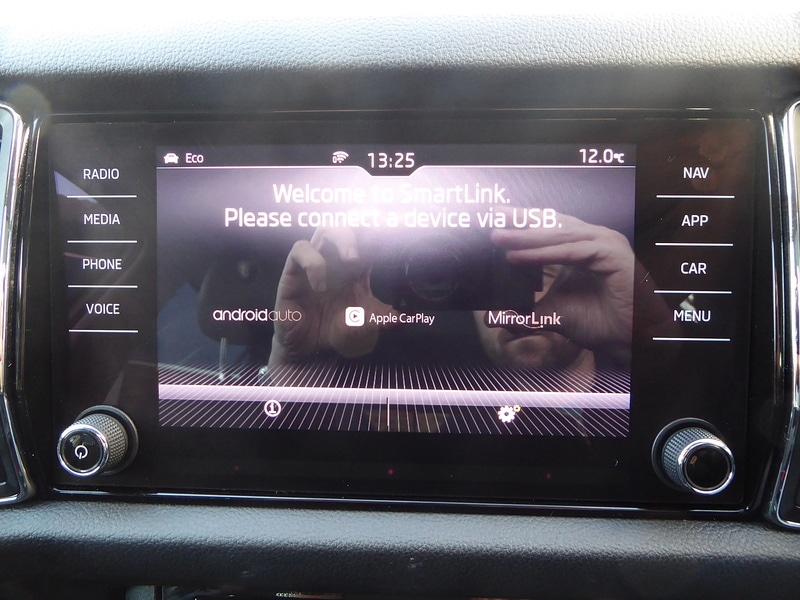 Eco
13:25
12.0°C
RADIO
MEDIA
PHONE
VOICE
Welcome to SmartLink.
Please connect a device via USB.
androidauto
Apple CarPlay
MirrorLink
NAV
APP
CAR
MENU